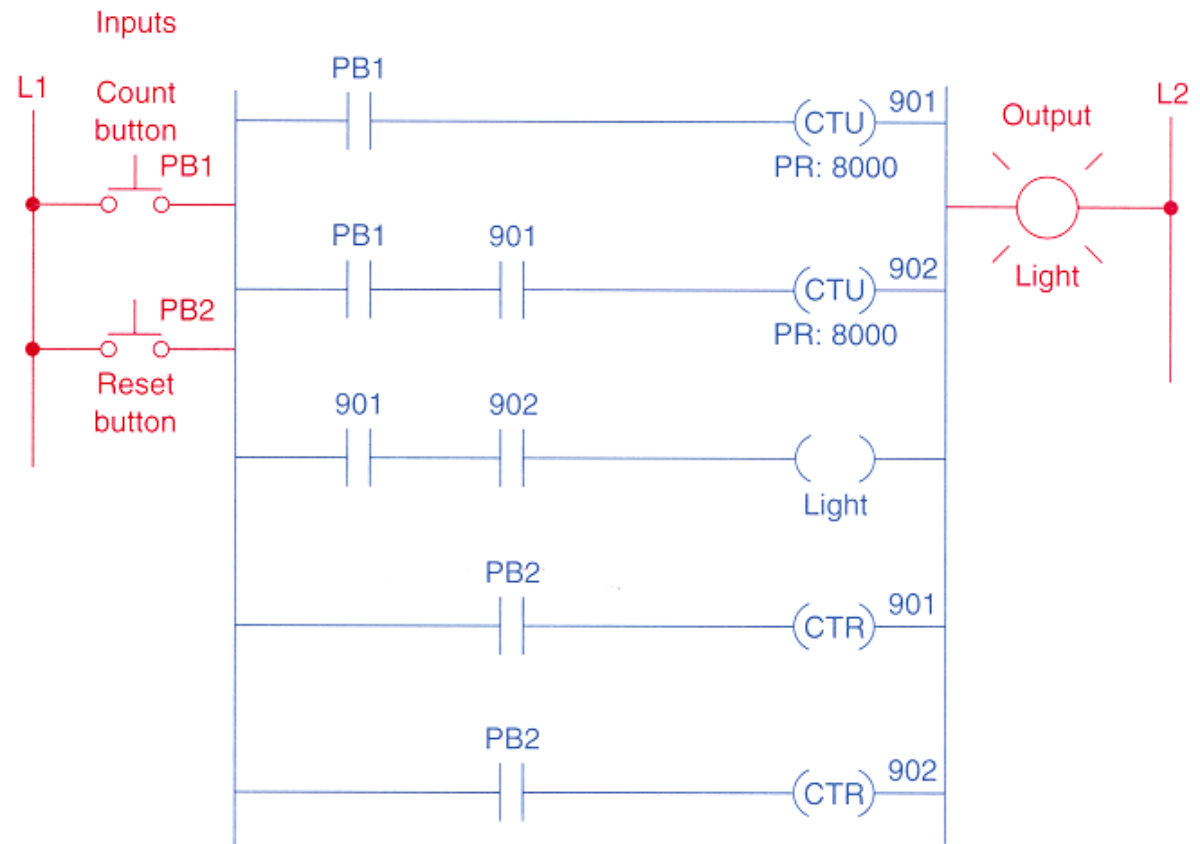 Inputs
L1
Count
button
PB1
PB2
Reset
button
PB1
CTU
901
PR: 8000
PB1
901
CTU
902
PR: 8000
901
902
Light
PB2
CTR
901
PB2
CTR
902
Output
L2
Light